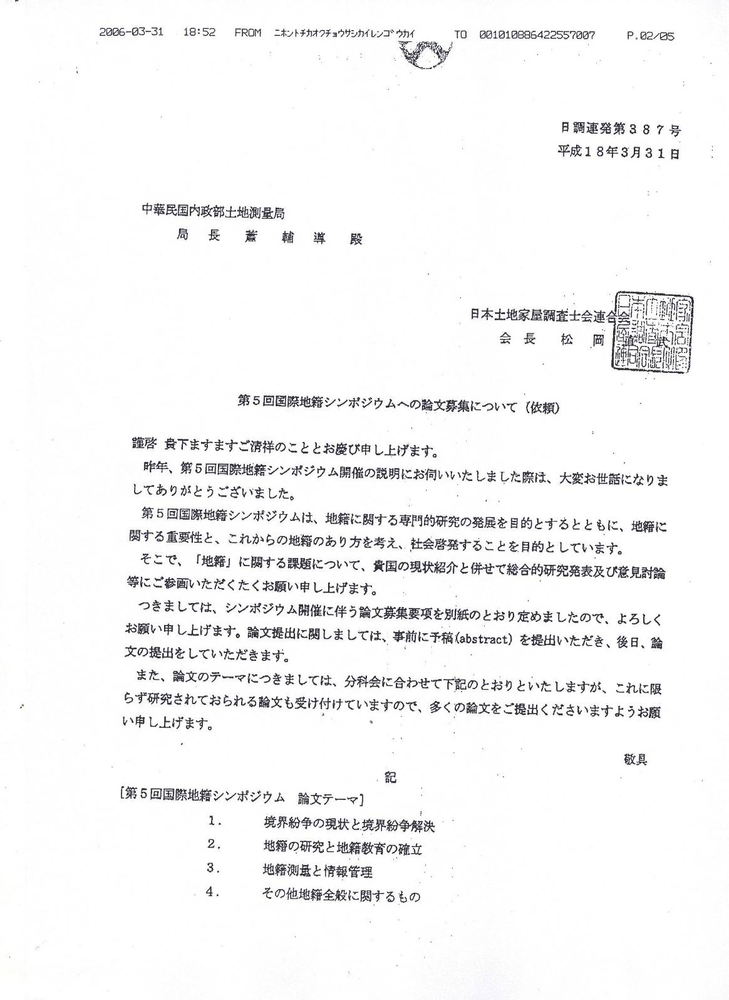 2006-03-31 18:52 FROM ニホントチカオクチョウサシカイレンゴウカイ TO 001010886422557007 P.02/05
日調連発第387号
平成18年3月31日
中華民国内政部土地測量局
局長 蕭輔導 殿
日本土地家屋調査士会連合会
会長 松岡直武
第5回国際地籍シンポジウムへの論文募集について(依頼)
謹啓 貴下ますますご清祥のこととお慶び申し上げます。
昨年、第5回国際地籍シンポジウム開催の説明にお伺いいたしました際は、大変お世話になりま
してありがとうございました。
第5回国際地籍シンポジウムは、地籍に関する専門的研究の発展を目的とするとともに、地籍に
関する重要性と、これからの地籍のあり方を考え、社会啓発することを目的としています。
そこで、「地籍」に関する課題について、貴国の現状紹介と併せて総合的研究発表及び意見討論
等にご参画いただくたくお願い申し上げます。
つきましては、シンポジウム開催に伴う論文募集要項を別紙のとおり定めましたので、よろしく
お願い申し上げます。論文提出に関しましては、事前に予稿(abstract)を提出いただき、後日、論
文の提出をしていただきます。
また、論文のテーマにつきましては、分科会に合わせて下記のとおりといたしますが、これに限
らず研究されておられる論文も受け付けていますので、多くの論文をご提出くださいますようお願
い申し上げます。
敬具
記
[第5回国際地籍シンポジウム 論文テーマ]
1. 境界紛争の現状と境界紛争解決
2. 地籍の研究と地籍教育の確立
3. 地籍測量と情報管理
4. その他地籍全般に関するもの